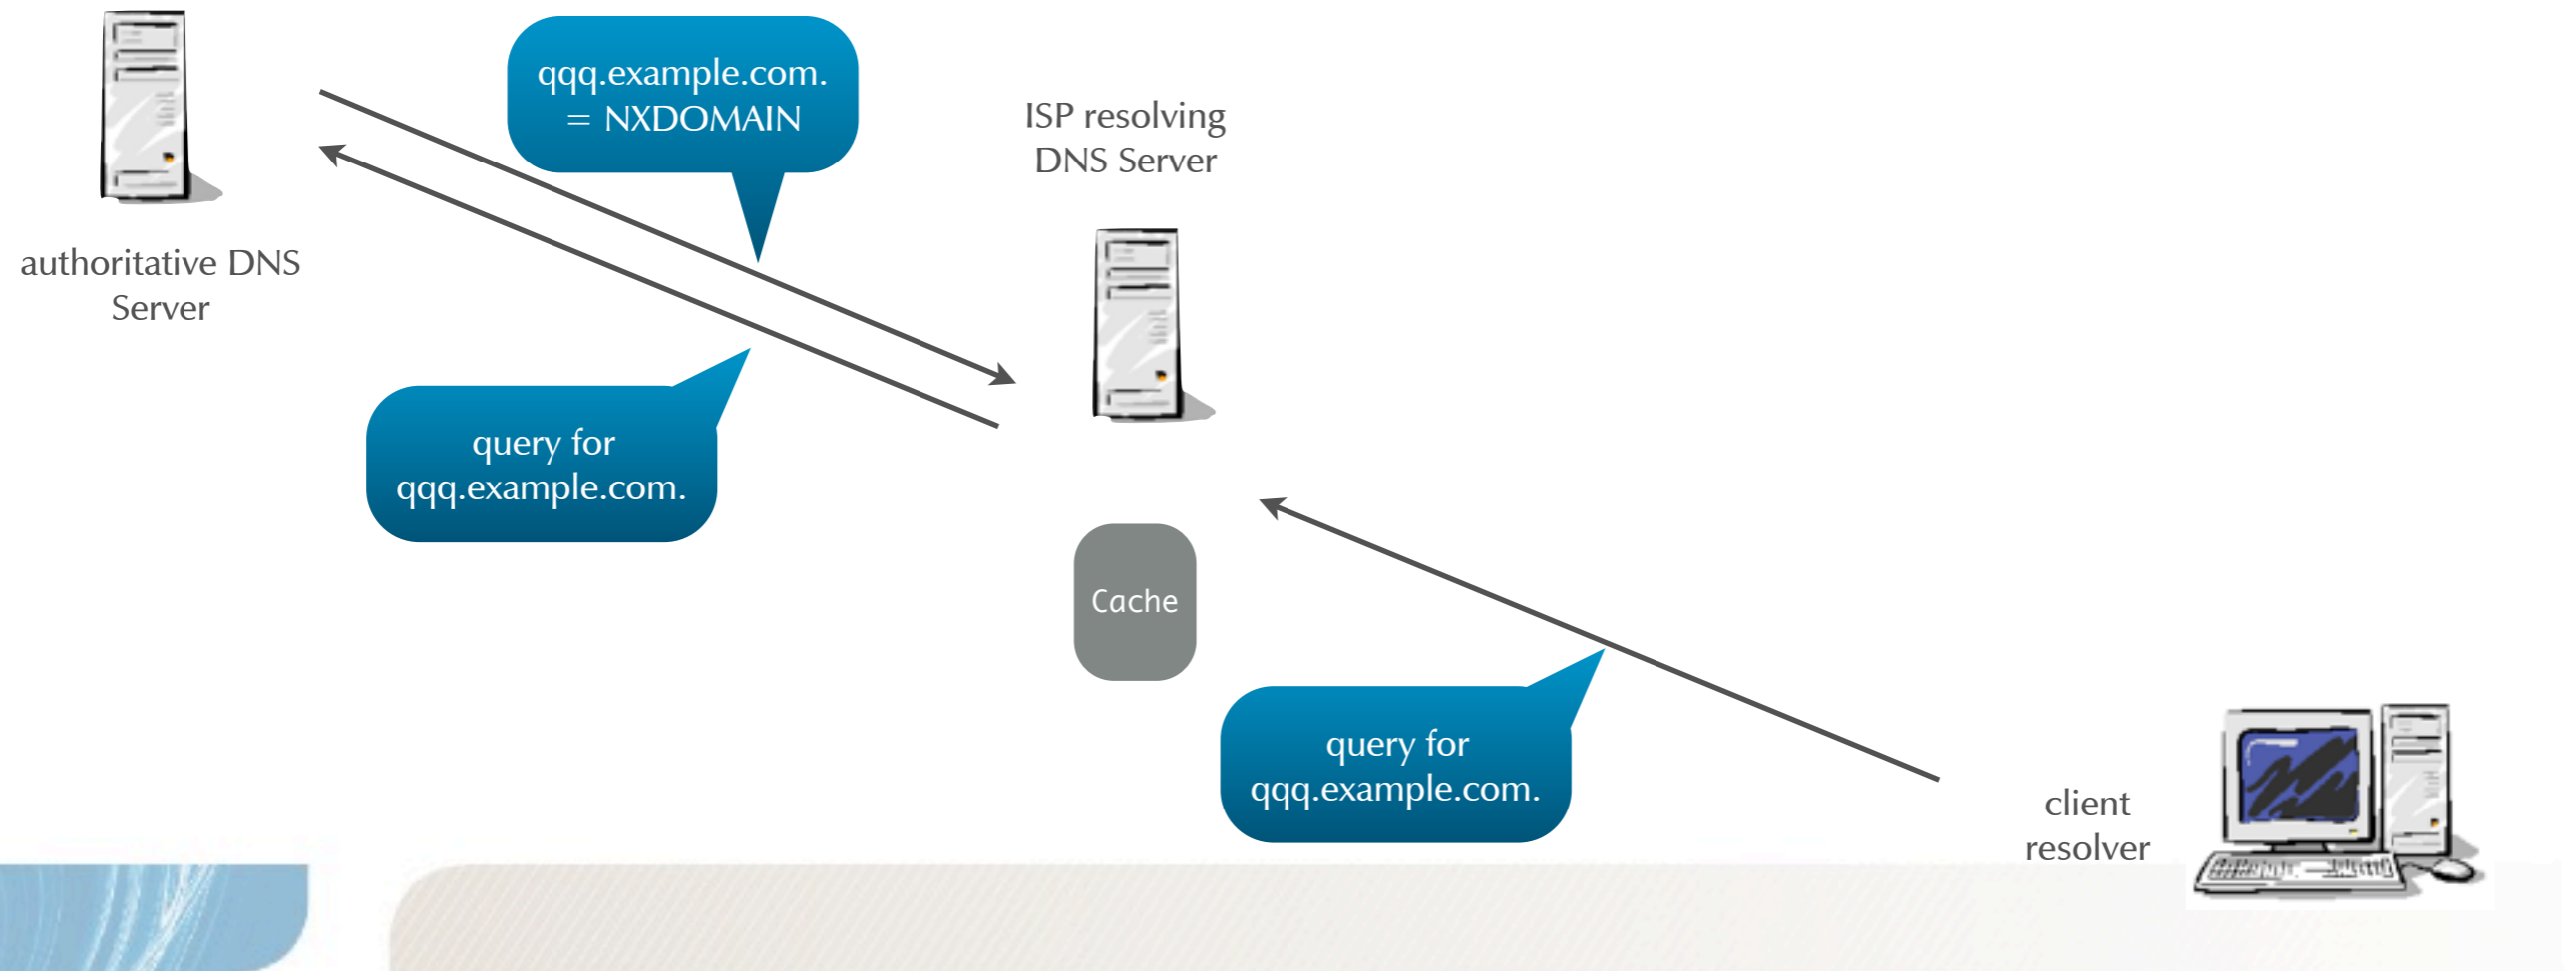 qqq.example.com.
= NXDOMAIN
ISP resolving
DNS Server
authoritative DNS
Server
query for
qqq.example.com.
Cache
query for
qqq.example.com.
client
resolver